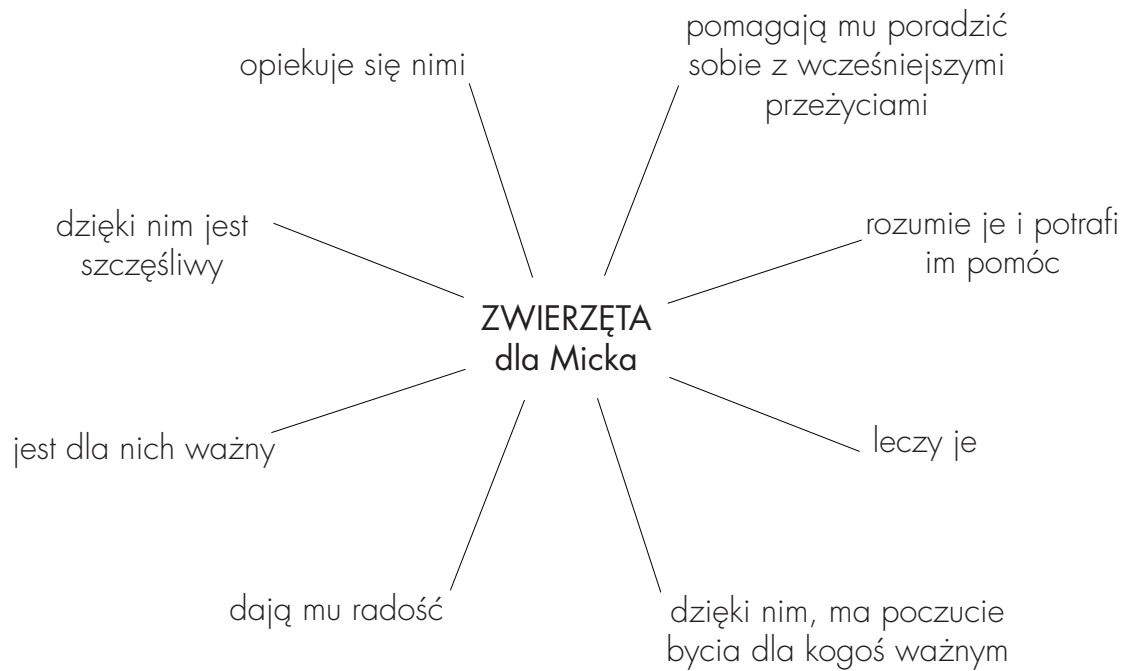 opiekuje się nimi
pomagają mu poradzić
sobie z wcześniejszymi
przeżyciami
dzięki nim jest
szczęśliwy
rozumie je i potrafi
im pomóc
ZWIERZĘTA
dla Micka
jest dla nich ważny
leczy je
dają mu radość
dzięki nim, ma poczucie
bycia dla kogoś ważnym